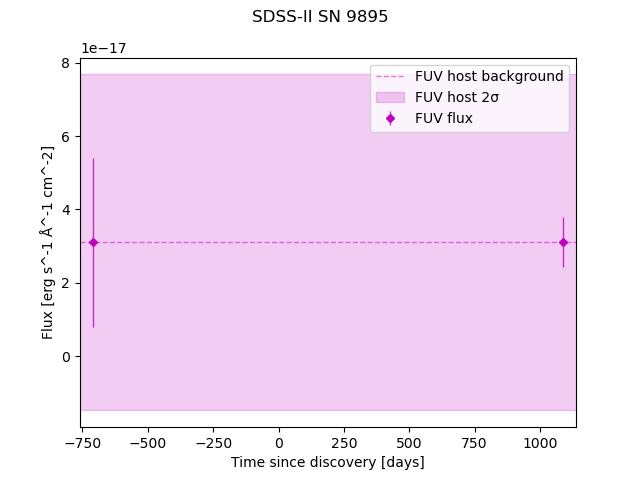 SDSS-II SN 9895
1e−17
FUV host background
FUV host 2σ
FUV flux
8
6
4
2
0
Flux [erg s^-1 Å^-1 cm^-2]
−750
−500
−250
0
250
500
750
1000
Time since discovery [days]